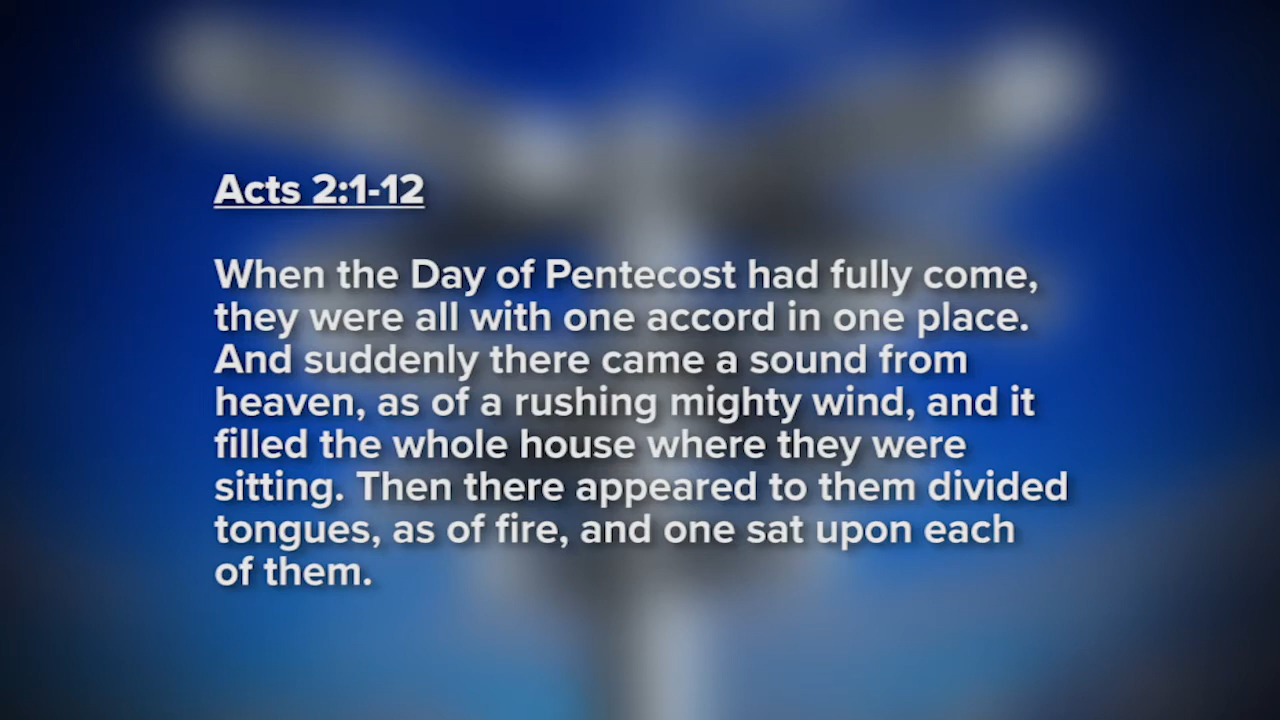 Acts 2:1-12
When the Day of Pentecost had fully come,
they were all with one accord in one place.
And suddenly there came a sound from
heaven, as of a rushing mighty wind, and it
filled the whole house where they were
sitting. Then there appeared to them divided
tongues, as of fire, and one sat upon each
of them.